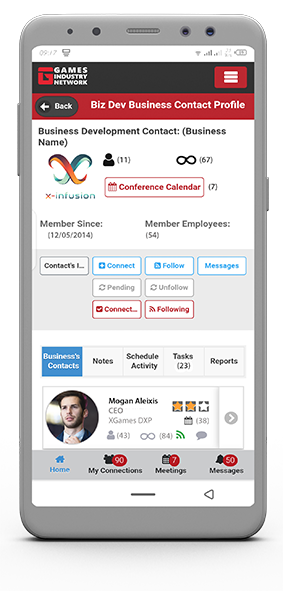 09:17
GAMES
INDUSTRY
NETWORK
Back
Biz Dev Business Contact Profile
Business Development Contact: (Business
Name)
x-infusion
(11)
(67)
Conference Calendar
(7)
Member Since:
Member Employees:
(12/05/2014)
(54)
Contact's I...
Connect
Follow
Messages
Pending
Unfollow
Connect...
Following
Business's
Contacts
Notes
Schedule
Activity
Tasks
(23)
Reports
Mogan Aleixis
CEO
XGames DXP
(38)
(43)
(84)
90
7
50
Home
My Connections
Meetings
Messages